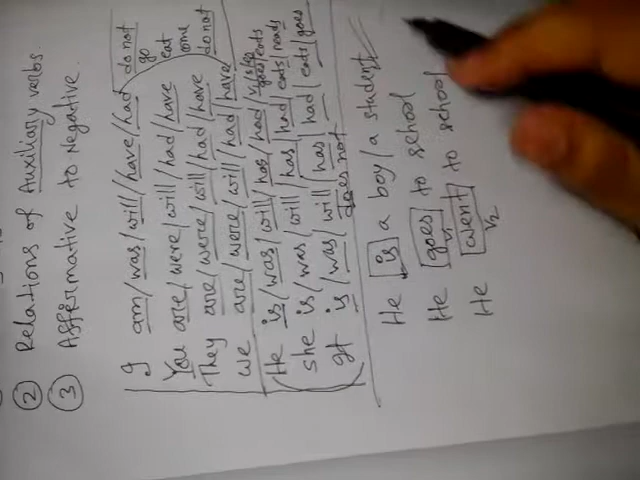 ② Relations of Auxiliary verbs.
③ Affirmative to Negative.
I am/was/will/have/had do not
go
eat
come
do not
You are/were/will/had/have
They are/were/will/had/have
We are/were/will/had/have
He is/was/will/has/had/
goes/eats
She is/was/will/has/had/eats/reads
It is/was/will/has/had/eats/goes
does not
He is a boy/a student
He goes to school
V
He went to school
V2